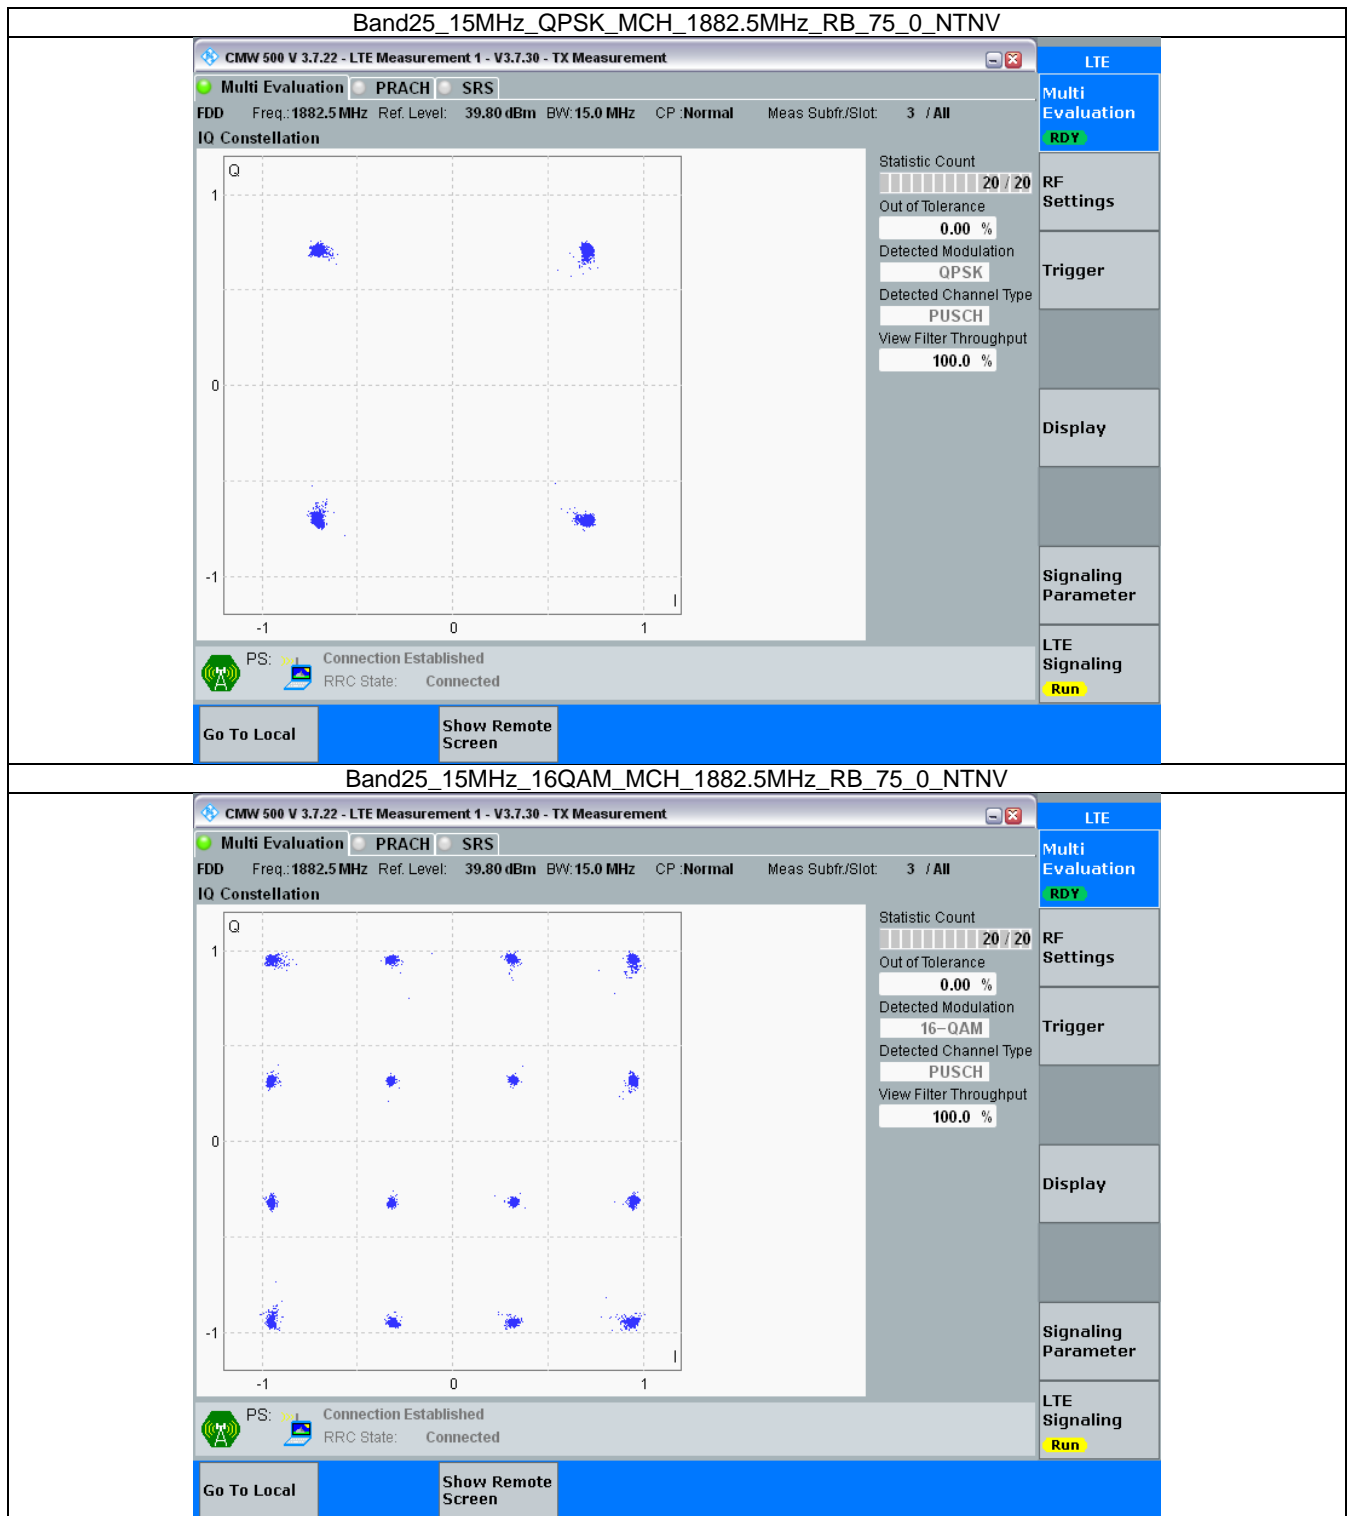 Band25_15MHz_QPSK_MCH_1882.5MHz_RB_75_0_NTNV
CMW 500 V 3.7.22 - LTE Measurement 1 - V3.7.30 - TX Measurement
LTE
Multi Evaluation PRACH SRS
Multi
Evaluation
RDY
FDD Freq.: 1882.5 MHz Ref. Level: 39.80 dBm BW: 15.0 MHz CP : Normal Meas Subfr./Slot: 3 / All
IQ Constellation
Q
1
0
-1
I
-1 0 1
Statistic Count
20 / 20
Out of Tolerance
0.00 %
Detected Modulation
QPSK
Detected Channel Type
PUSCH
View Filter Throughput
100.0 %
RF
Settings
Trigger
Display
Signaling
Parameter
LTE
Signaling
Run
PS: Connection Established
RRC State: Connected
Go To Local
Show Remote
Screen
Band25_15MHz_16QAM_MCH_1882.5MHz_RB_75_0_NTNV
CMW 500 V 3.7.22 - LTE Measurement 1 - V3.7.30 - TX Measurement
LTE
Multi Evaluation PRACH SRS
Multi
Evaluation
RDY
FDD Freq.: 1882.5 MHz Ref. Level: 39.80 dBm BW: 15.0 MHz CP : Normal Meas Subfr./Slot: 3 / All
IQ Constellation
Q
1
0
-1
I
-1 0 1
Statistic Count
20 / 20
Out of Tolerance
0.00 %
Detected Modulation
16-QAM
Detected Channel Type
PUSCH
View Filter Throughput
100.0 %
RF
Settings
Trigger
Display
Signaling
Parameter
LTE
Signaling
Run
PS: Connection Established
RRC State: Connected
Go To Local
Show Remote
Screen